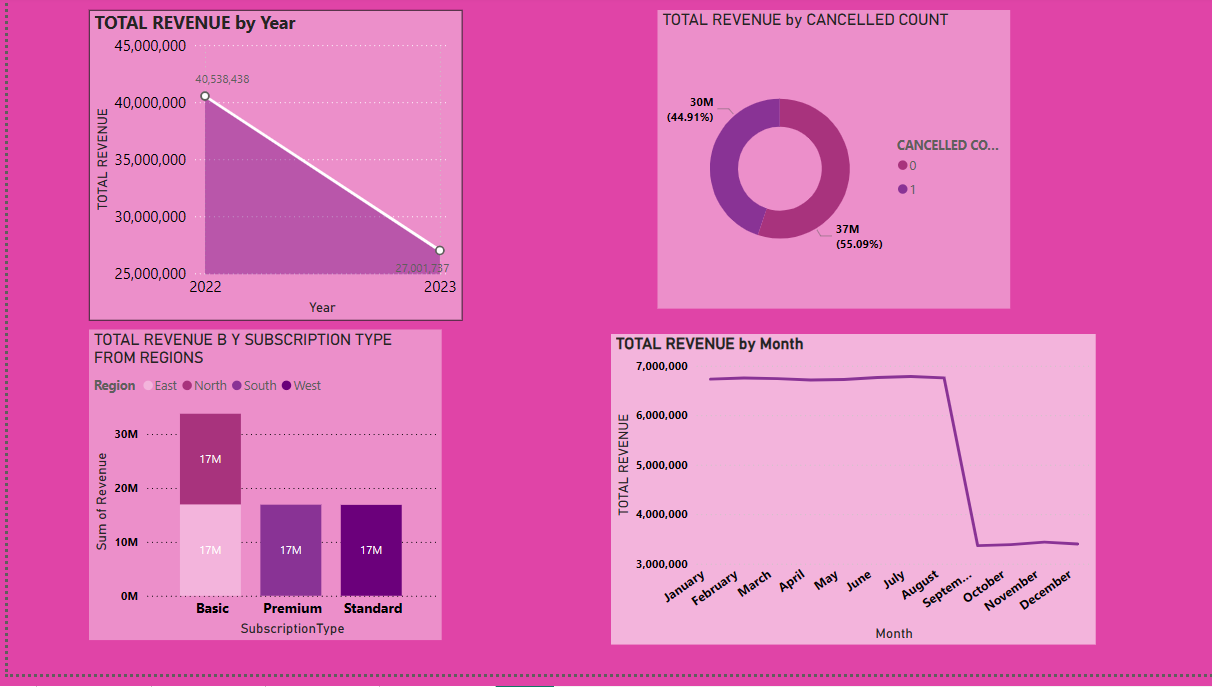 TOTAL REVENUE by Year
45,000,000
40,000,000
35,000,000
30,000,000
25,000,000
TOTAL REVENUE
40,538,438
27,001,737
2022
2023
Year
TOTAL REVENUE by CANCELLED COUNT
30M
(44.91%)
37M
(55.09%)
CANCELLED CO...
0
1
TOTAL REVENUE B Y SUBSCRIPTION TYPE
FROM REGIONS
Region East North South West
30M
20M
10M
0M
Sum of Revenue
17M
17M
17M
17M
Basic
Premium
Standard
SubscriptionType
TOTAL REVENUE by Month
7,000,000
6,000,000
5,000,000
4,000,000
3,000,000
TOTAL REVENUE
January
February
March
April
May
June
July
August
Septem...
October
November
December
Month